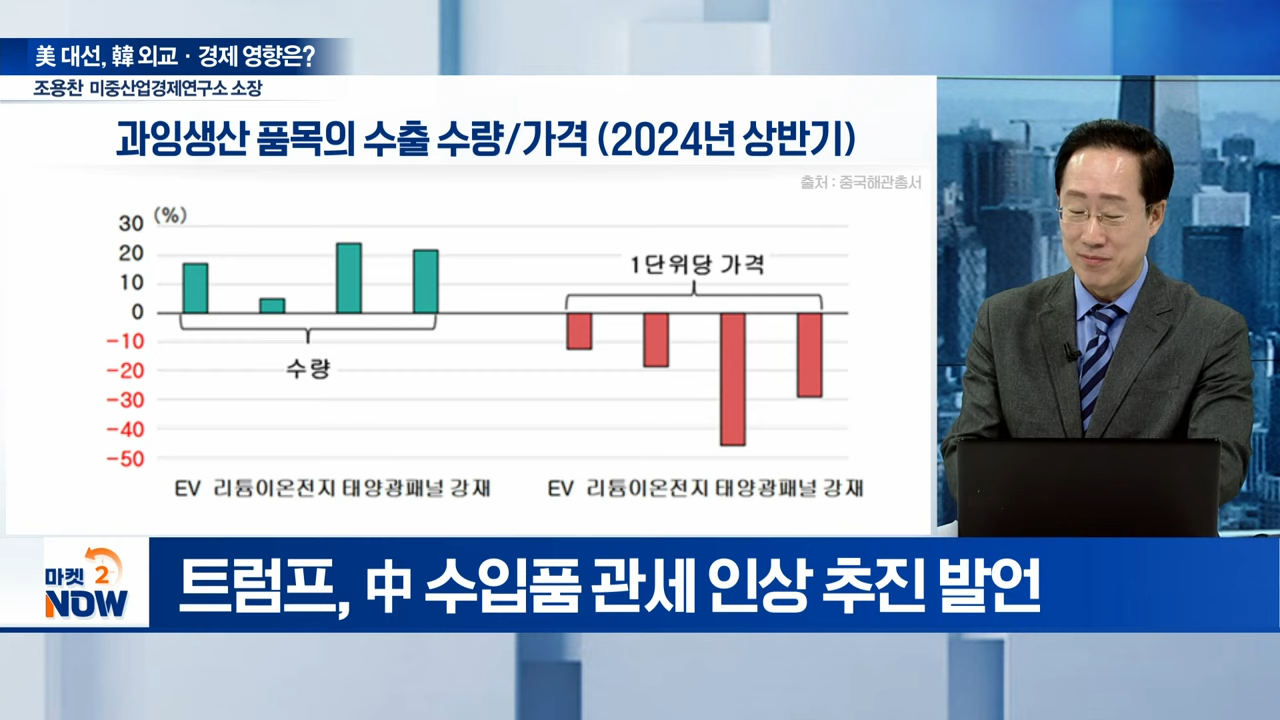 美 대선, 韓 외교 · 경제 영향은?
조용찬 미중산업경제연구소 소장
과잉생산 품목의 수출 수량/가격 (2024년 상반기)
출처 : 중국해관총서
30 (%)
20
10
0
-10
-20
-30
-40
-50
1단위당 가격
수량
EV 리튬이온전지 태양광패널 강재
EV 리튬이온전지 태양광패널 강재
마켓 2
NOW
트럼프, 中 수입품 관세 인상 추진 발언